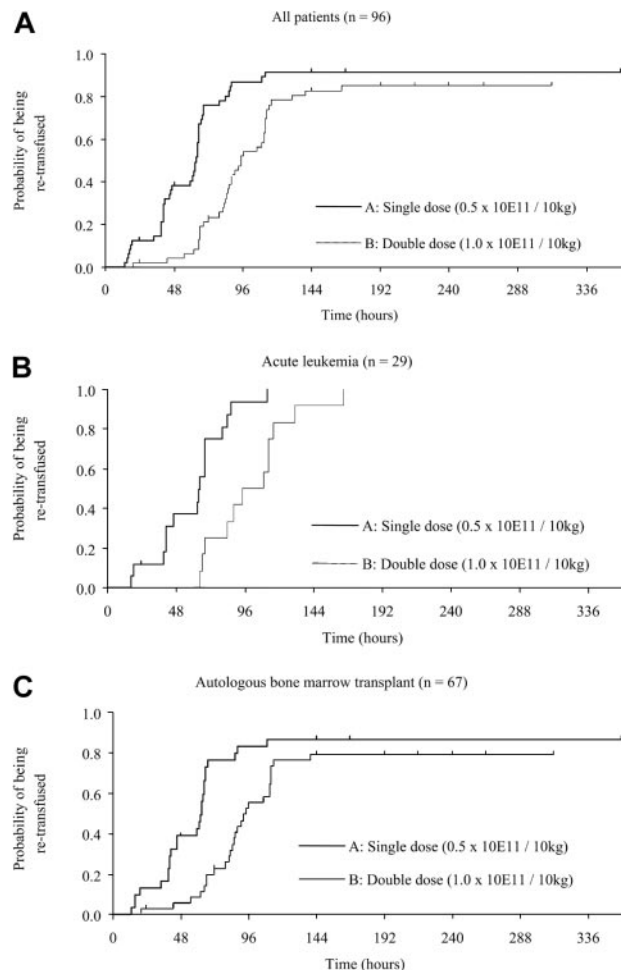 A
All patients (n = 96)
1.0
0.8
0.6
0.4
0.2
0.0
Probability of being
re-transfused
A: Single dose (0.5 x 10E11 / 10kg)
B: Double dose (1.0 x 10E11 / 10kg)
0 48 96 144 192 240 288 336
Time (hours)
B
Acute leukemia (n = 29)
1.0
0.8
0.6
0.4
0.2
0.0
Probability of being
re-transfused
A: Single dose (0.5 x 10E11 / 10kg)
B: Double dose (1.0 x 10E11 / 10kg)
0 48 96 144 192 240 288 336
Time (hours)
C
Autologous bone marrow transplant (n = 67)
1.0
0.8
0.6
0.4
0.2
0.0
Probability of being
re-transfused
A: Single dose (0.5 x 10E11 / 10kg)
B: Double dose (1.0 x 10E11 / 10kg)
0 48 96 144 192 240 288 336
Time (hours)